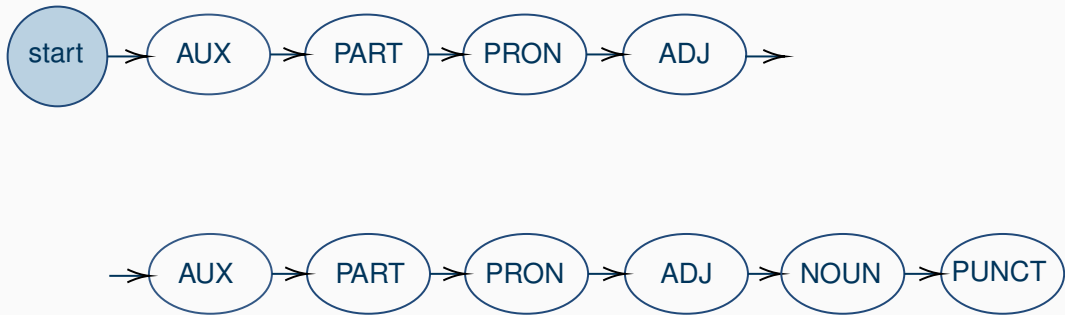 start AUX PART PRON ADJ
AUX PART PRON ADJ NOUN PUNCT